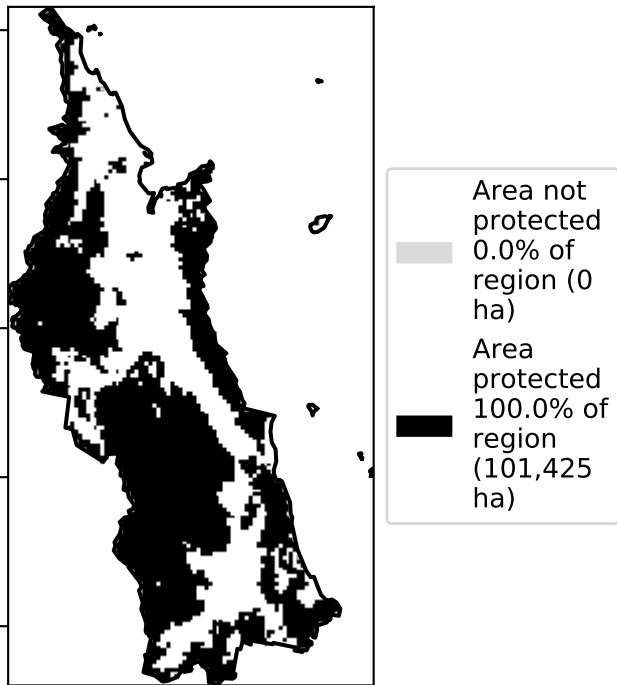 Area not
protected
0.0% of
region (0
ha)
Area
protected
100.0% of
region
(101,425
ha)